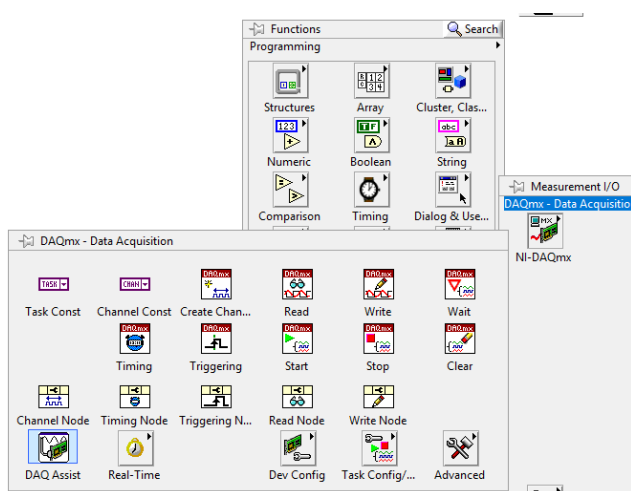 Functions
Search
Programming
Structures
Array
Cluster, Clas...
Numeric
Boolean
String
Comparison
Timing
Dialog & Use...
Measurement I/O
DAQmx - Data Acquisitio
NI-DAQmx
DAQmx - Data Acquisition
Task Const
Channel Const
Create Chan...
Read
Write
Wait
Timing
Triggering
Start
Stop
Clear
Channel Node
Timing Node
Triggering N...
Read Node
Write Node
DAQ Assist
Real-Time
Dev Config
Task Config/...
Advanced